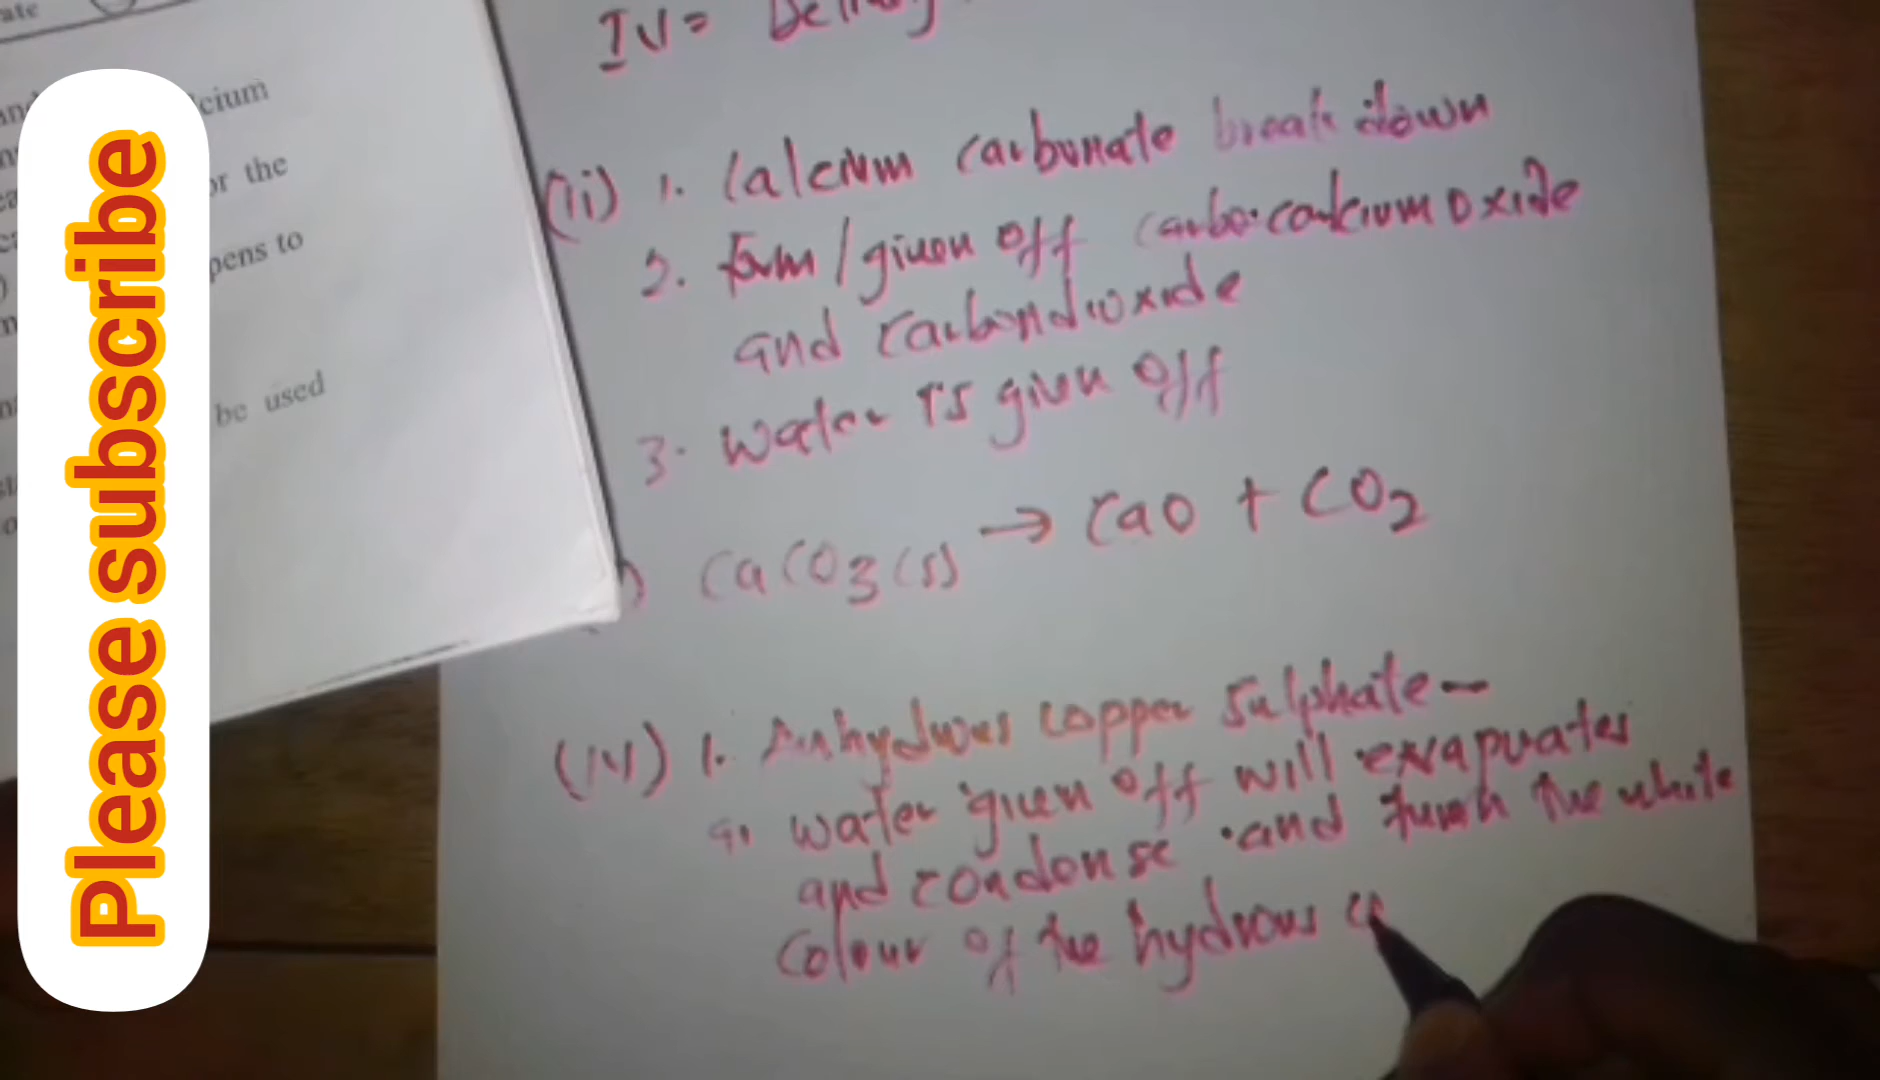 ate
cium
or the
pens to
be used
Please subscribe
IV =
(ii) 1. Calcium carbonate break down
2. Form / given off carbo. calcium oxide
and carbondioxide
3. water is given off
) CaCO3(s) → CaO + CO2
(iv) 1. Anhydrous copper sulphate -
water given off will evapuates
and condense .and turn the white
colour of the hydrous